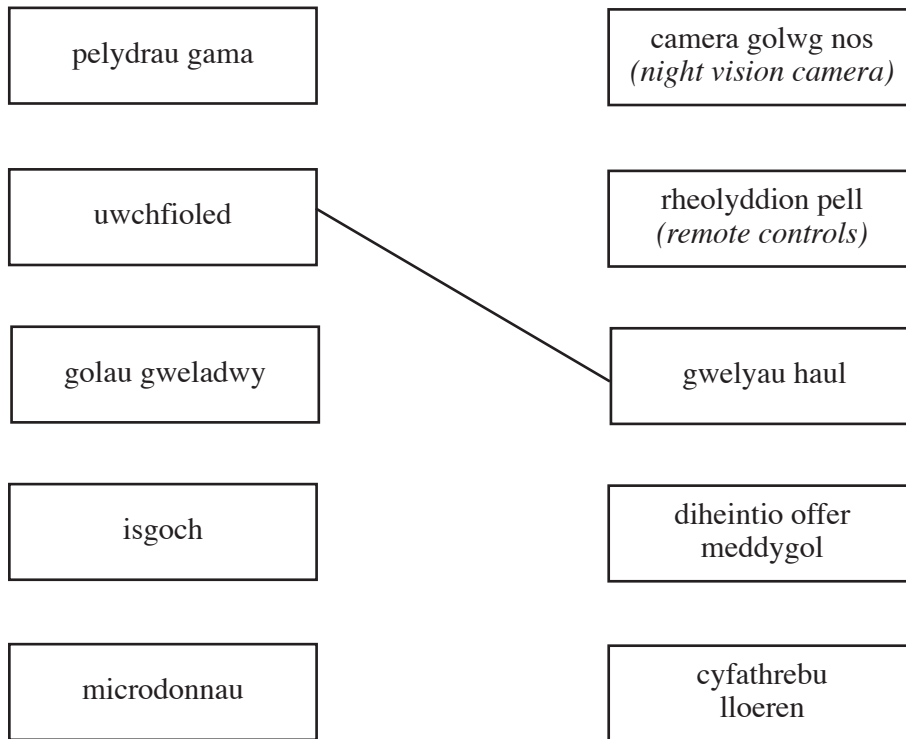 pelydrau gama
camera golwg nos
(night vision camera)
uwchfioled
rheolyddion pell
(remote controls)
golau gweladwy
gwelyau haul
isgoch
diheintio offer
meddygol
microdonnau
cyfathrebu
lloeren